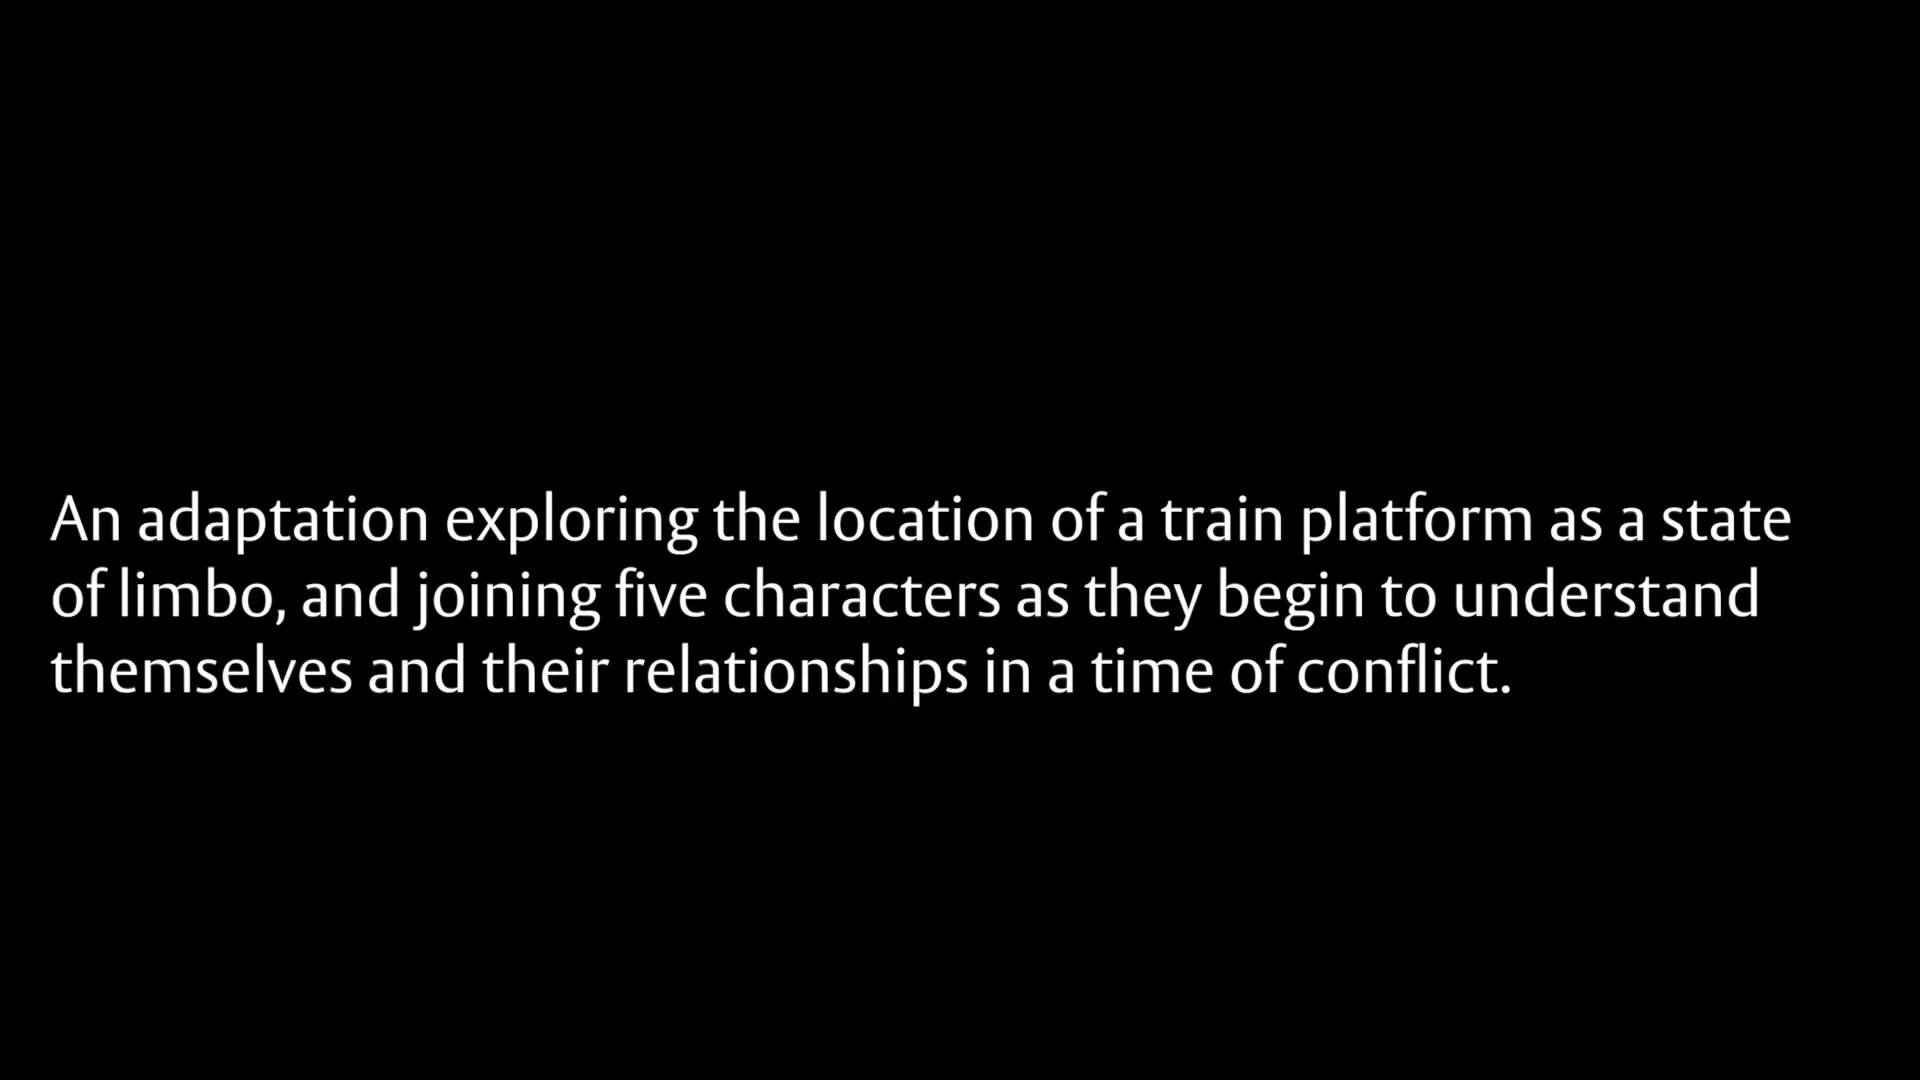 An adaptation exploring the location of a train platform as a state
of limbo, and joining five characters as they begin to understand
themselves and their relationships in a time of conflict.